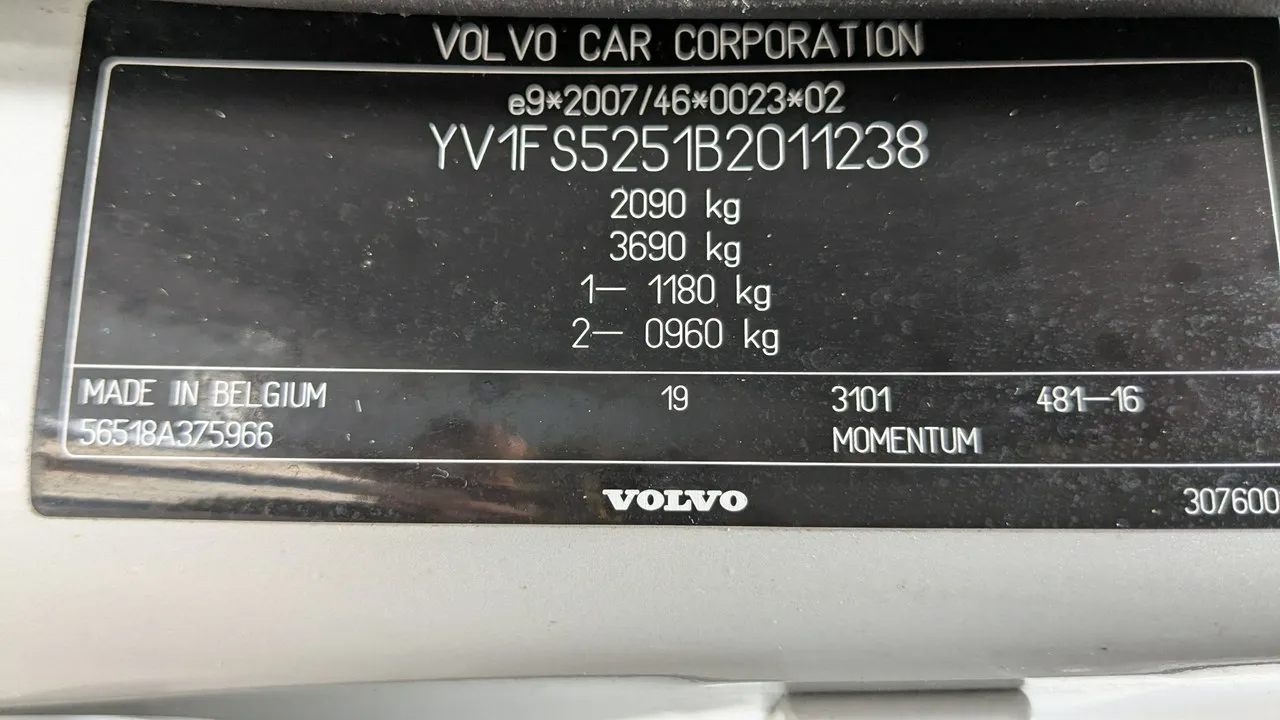 VOLVO CAR CORPORATION
e9*2007/46*0023*02
YV1FS5251B2011238
2090 kg
3690 kg
1– 1180 kg
2– 0960 kg
MADE IN BELGIUM 19 3101 481–16
56518A375966 MOMENTUM
VOLVO 307600